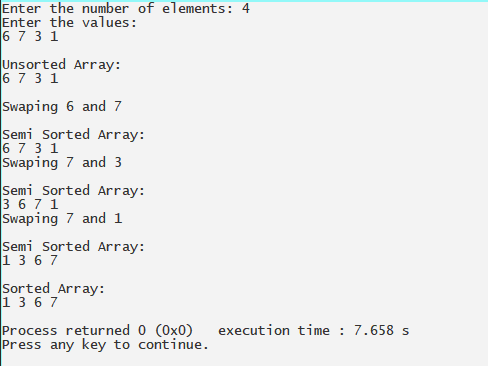 Enter the number of elements: 4
Enter the values:
6 7 3 1
Unsorted Array:
6 7 3 1
Swaping 6 and 7
Semi Sorted Array:
6 7 3 1
Swaping 7 and 3
Semi Sorted Array:
3 6 7 1
Swaping 7 and 1
Semi Sorted Array:
1 3 6 7
Sorted Array:
1 3 6 7
Process returned 0 (0x0)   execution time : 7.658 s
Press any key to continue.